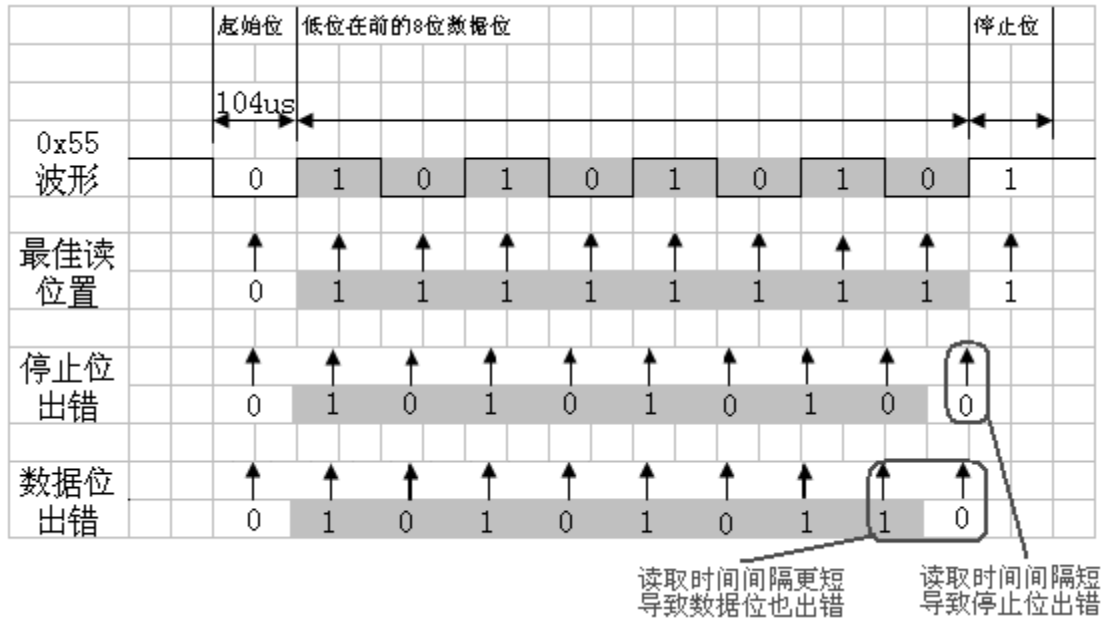 起始位 低位在前的8位数据位 停止位
104us
0x55
波形
0 1 0 1 0 1 0 1 0 1
最佳读
位置
0 1 1 1 1 1 1 1 1 1
停止位
出错
0 1 0 1 0 1 0 1 0 0
数据位
出错
0 1 0 1 0 1 0 1 1 0
读取时间间隔更短
导致数据位也出错
读取时间间隔短
导致停止位出错